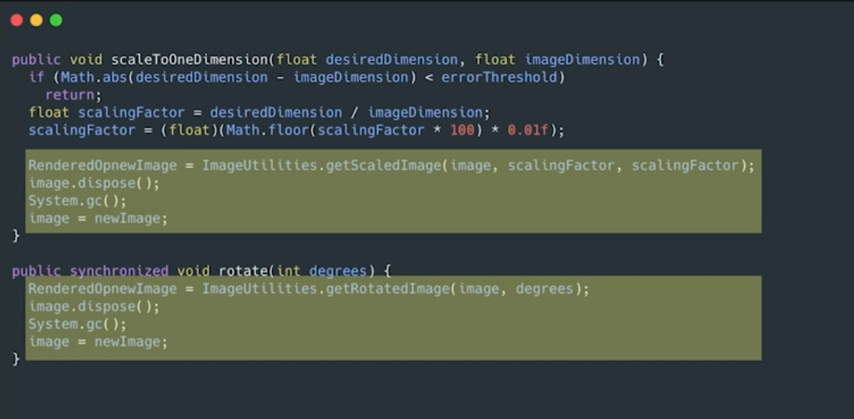 public void scaleToOneDimension(float desiredDimension, float imageDimension) {
if (Math.abs(desiredDimension - imageDimension) < errorThreshold)
return;
float scalingFactor = desiredDimension / imageDimension;
scalingFactor = (float)(Math.floor(scalingFactor * 100) * 0.01f);
RenderedOpnewImage = ImageUtilities.getScaledImage(image, scalingFactor, scalingFactor);
image.dispose();
System.gc();
image = newImage;
}
public synchronized void rotate(int degrees) {
RenderedOpnewImage = ImageUtilities.getRotatedImage(image, degrees);
image.dispose();
System.gc();
image = newImage;
}